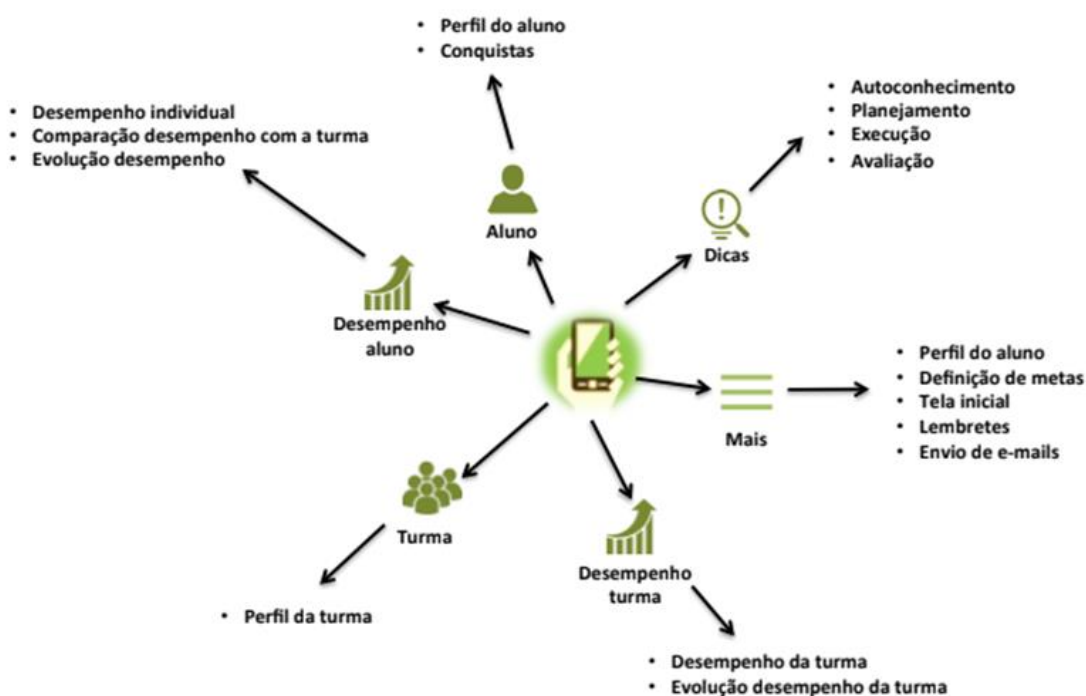 • Perfil do aluno
• Conquistas
Aluno
• Autoconhecimento
• Planejamento
• Execução
• Avaliação
Dicas
• Desempenho individual
• Comparação desempenho com a turma
• Evolução desempenho
Desempenho
aluno
• Perfil do aluno
• Definição de metas
• Tela inicial
• Lembretes
• Envio de e-mails
Mais
Turma
• Perfil da turma
Desempenho
turma
• Desempenho da turma
• Evolução desempenho da turma